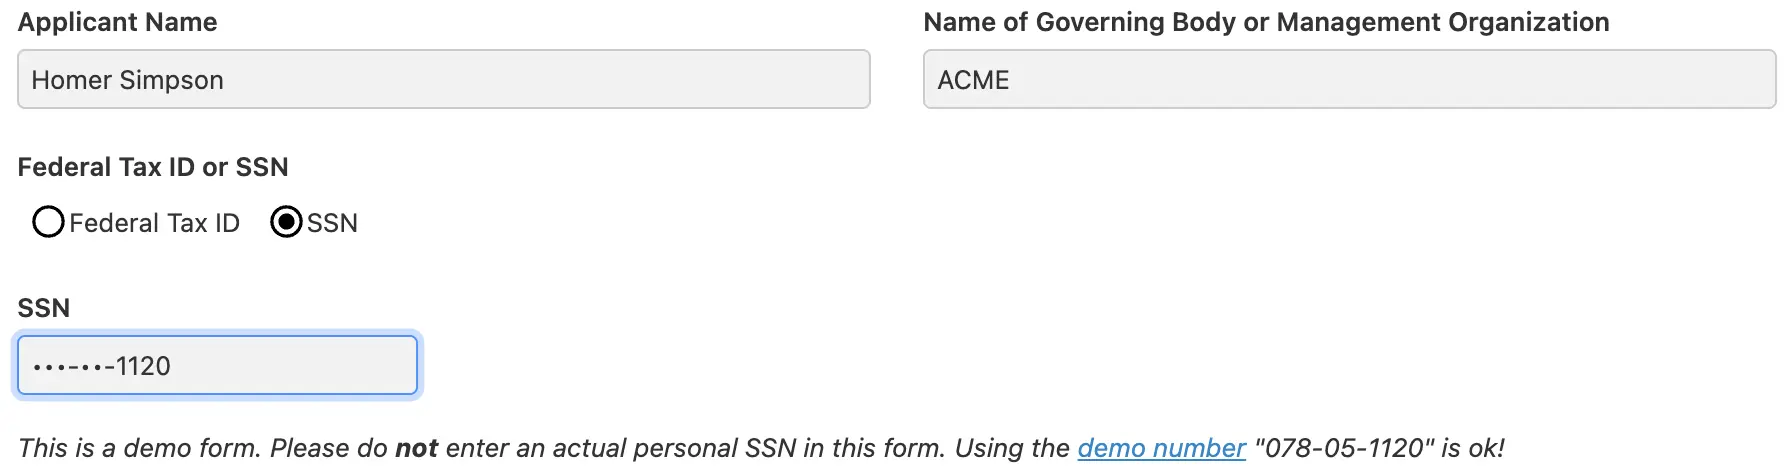 Applicant Name
Name of Governing Body or Management Organization
Homer Simpson
ACME
Federal Tax ID or SSN
Federal Tax ID
SSN
SSN
•••-••-1120
This is a demo form. Please do not enter an actual personal SSN in this form. Using the demo number "078-05-1120" is ok!